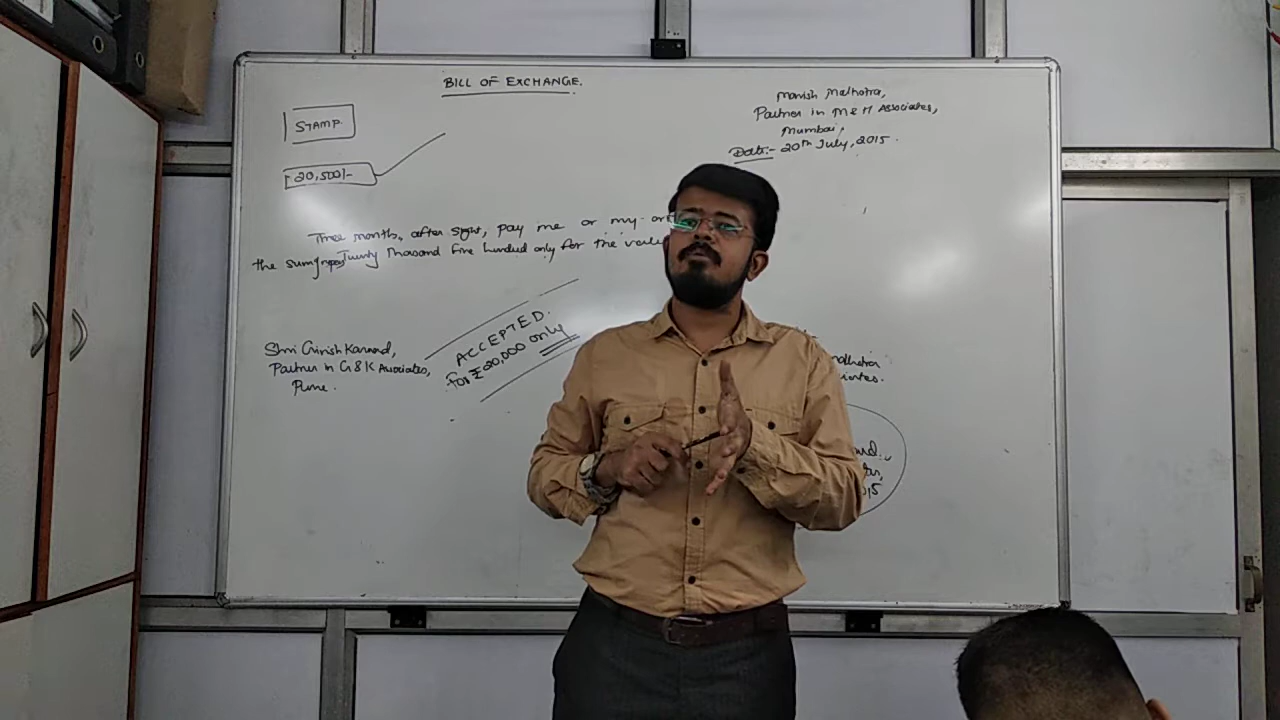 BILL OF EXCHANGE.
STAMP.
20,500/-
Manish Malhotra,
Partner in M & M Associates,
Mumbai,
Date:- 20th July, 2015.
Three months after sight, pay me or my
the sum of Twenty Thousand Five hundred only for the value
ACCEPTED.
for ₹ 20,000 only
Shri Girish Karnad,
Partner in G & K Associates,
Pune.